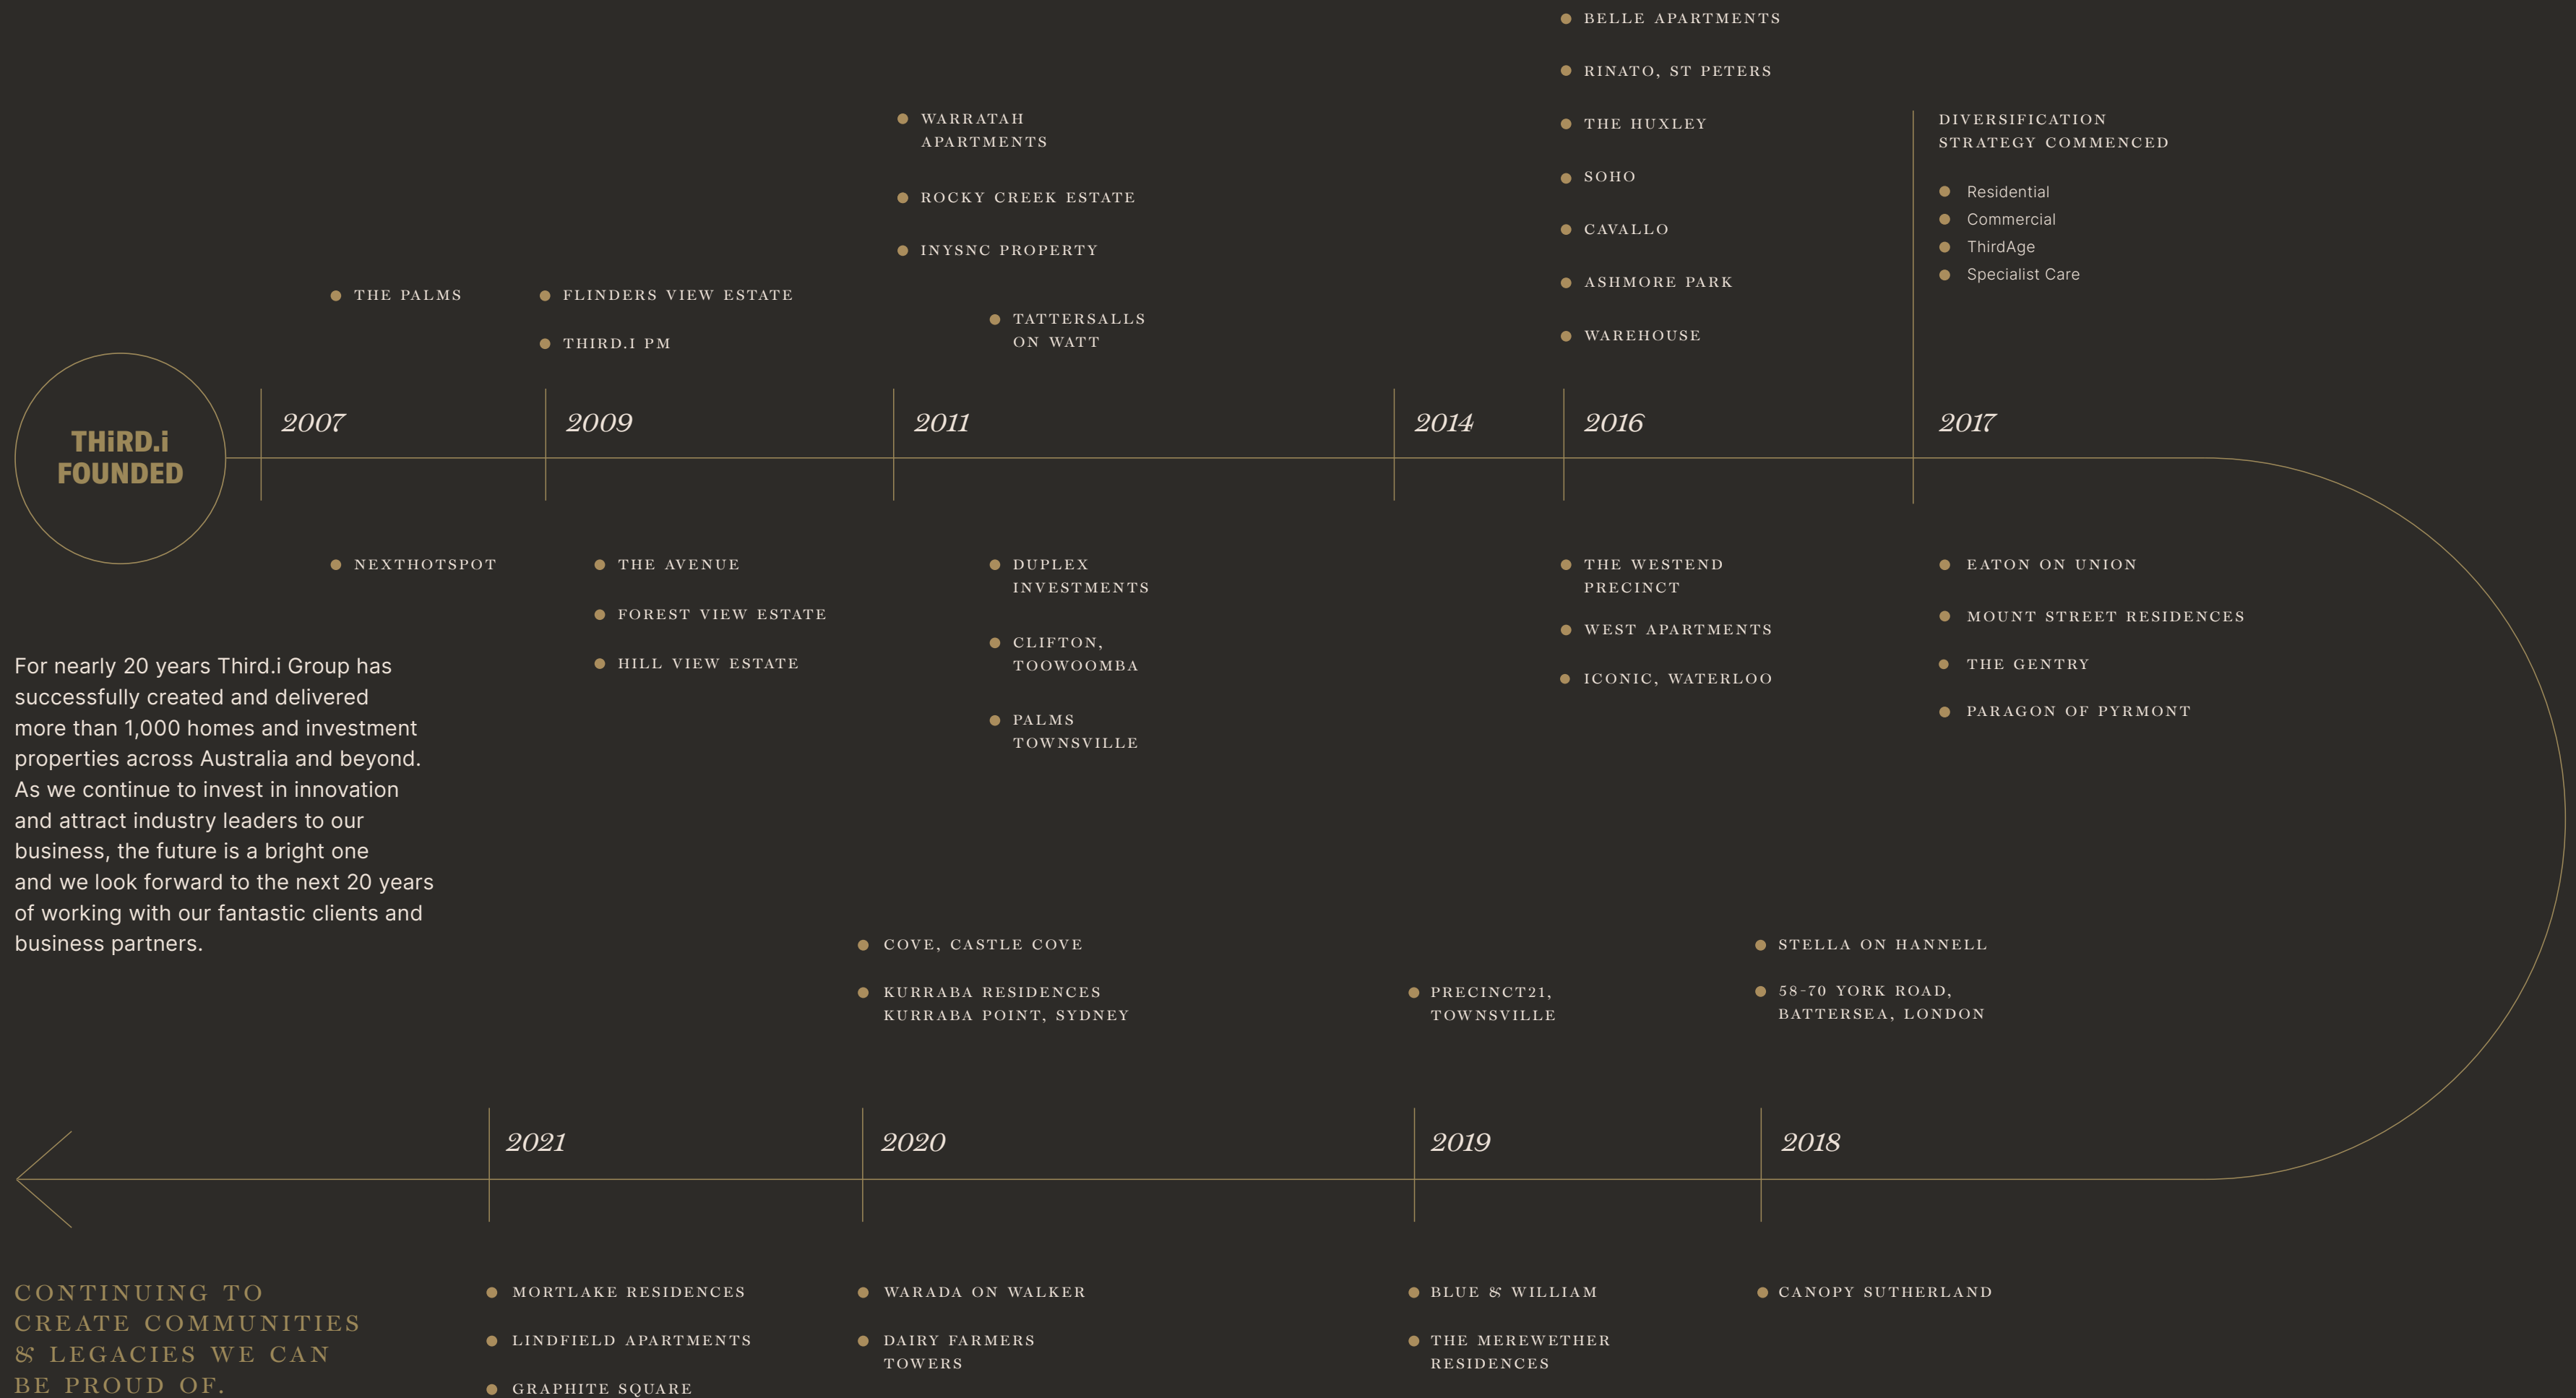 BELLE APARTMENTS
RINATO, ST PETERS
THE HUXLEY
SOHO
CAVALLO
ASHMORE PARK
WAREHOUSE
WARRATAH
APARTMENTS
ROCKY CREEK ESTATE
INYSNC PROPERTY
TATTERSALLS
ON WATT
DIVERSIFICATION
STRATEGY COMMENCED
Residential
Commercial
ThirdAge
Specialist Care
THE PALMS
FLINDERS VIEW ESTATE
THIRD.I PM
THiRD.i
FOUNDED
2007
2009
2011
2014
2016
2017
NEXTHOTSPOT
THE AVENUE
FOREST VIEW ESTATE
HILL VIEW ESTATE
DUPLEX
INVESTMENTS
CLIFTON,
TOOWOOMBA
PALMS
TOWNSVILLE
THE WESTEND
PRECINCT
WEST APARTMENTS
ICONIC, WATERLOO
EATON ON UNION
MOUNT STREET RESIDENCES
THE GENTRY
PARAGON OF PYRMONT
For nearly 20 years Third.i Group has
successfully created and delivered
more than 1,000 homes and investment
properties across Australia and beyond.
As we continue to invest in innovation
and attract industry leaders to our
business, the future is a bright one
and we look forward to the next 20 years
of working with our fantastic clients and
business partners.
COVE, CASTLE COVE
KURRABA RESIDENCES
KURRABA POINT, SYDNEY
PRECINCT21,
TOWNSVILLE
STELLA ON HANNELL
58-70 YORK ROAD,
BATTERSEA, LONDON
2021
2020
2019
2018
CONTINUING TO
CREATE COMMUNITIES
& LEGACIES WE CAN
BE PROUD OF.
MORTLAKE RESIDENCES
LINDFIELD APARTMENTS
GRAPHITE SQUARE
WARADA ON WALKER
DAIRY FARMERS
TOWERS
BLUE & WILLIAM
THE MEREWETHER
RESIDENCES
CANOPY SUTHERLAND